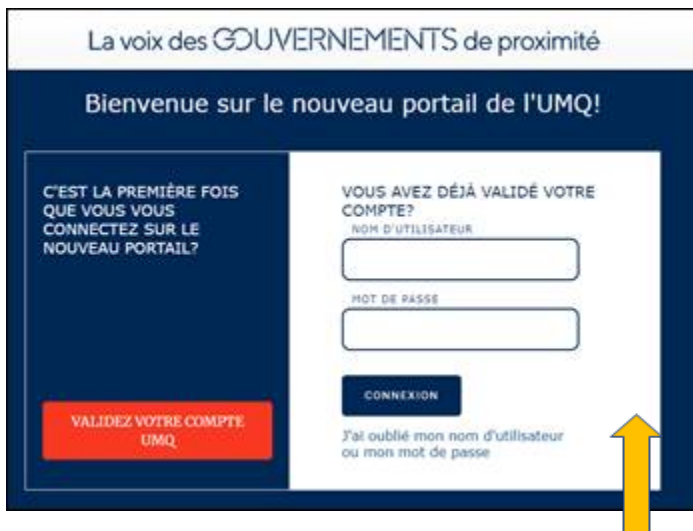 La voix des GOUVERNEMENTS de proximité
Bienvenue sur le nouveau portail de l'UMQ!
C'EST LA PREMIÈRE FOIS
QUE VOUS VOUS
CONNECTEZ SUR LE
NOUVEAU PORTAIL?
VALIDEZ VOTRE COMPTE
UMQ
VOUS AVEZ DÉJÀ VALIDÉ VOTRE
COMPTE?
NOM D'UTILISATEUR
MOT DE PASSE
CONNEXION
J'ai oublié mon nom d'utilisateur
ou mon mot de passe